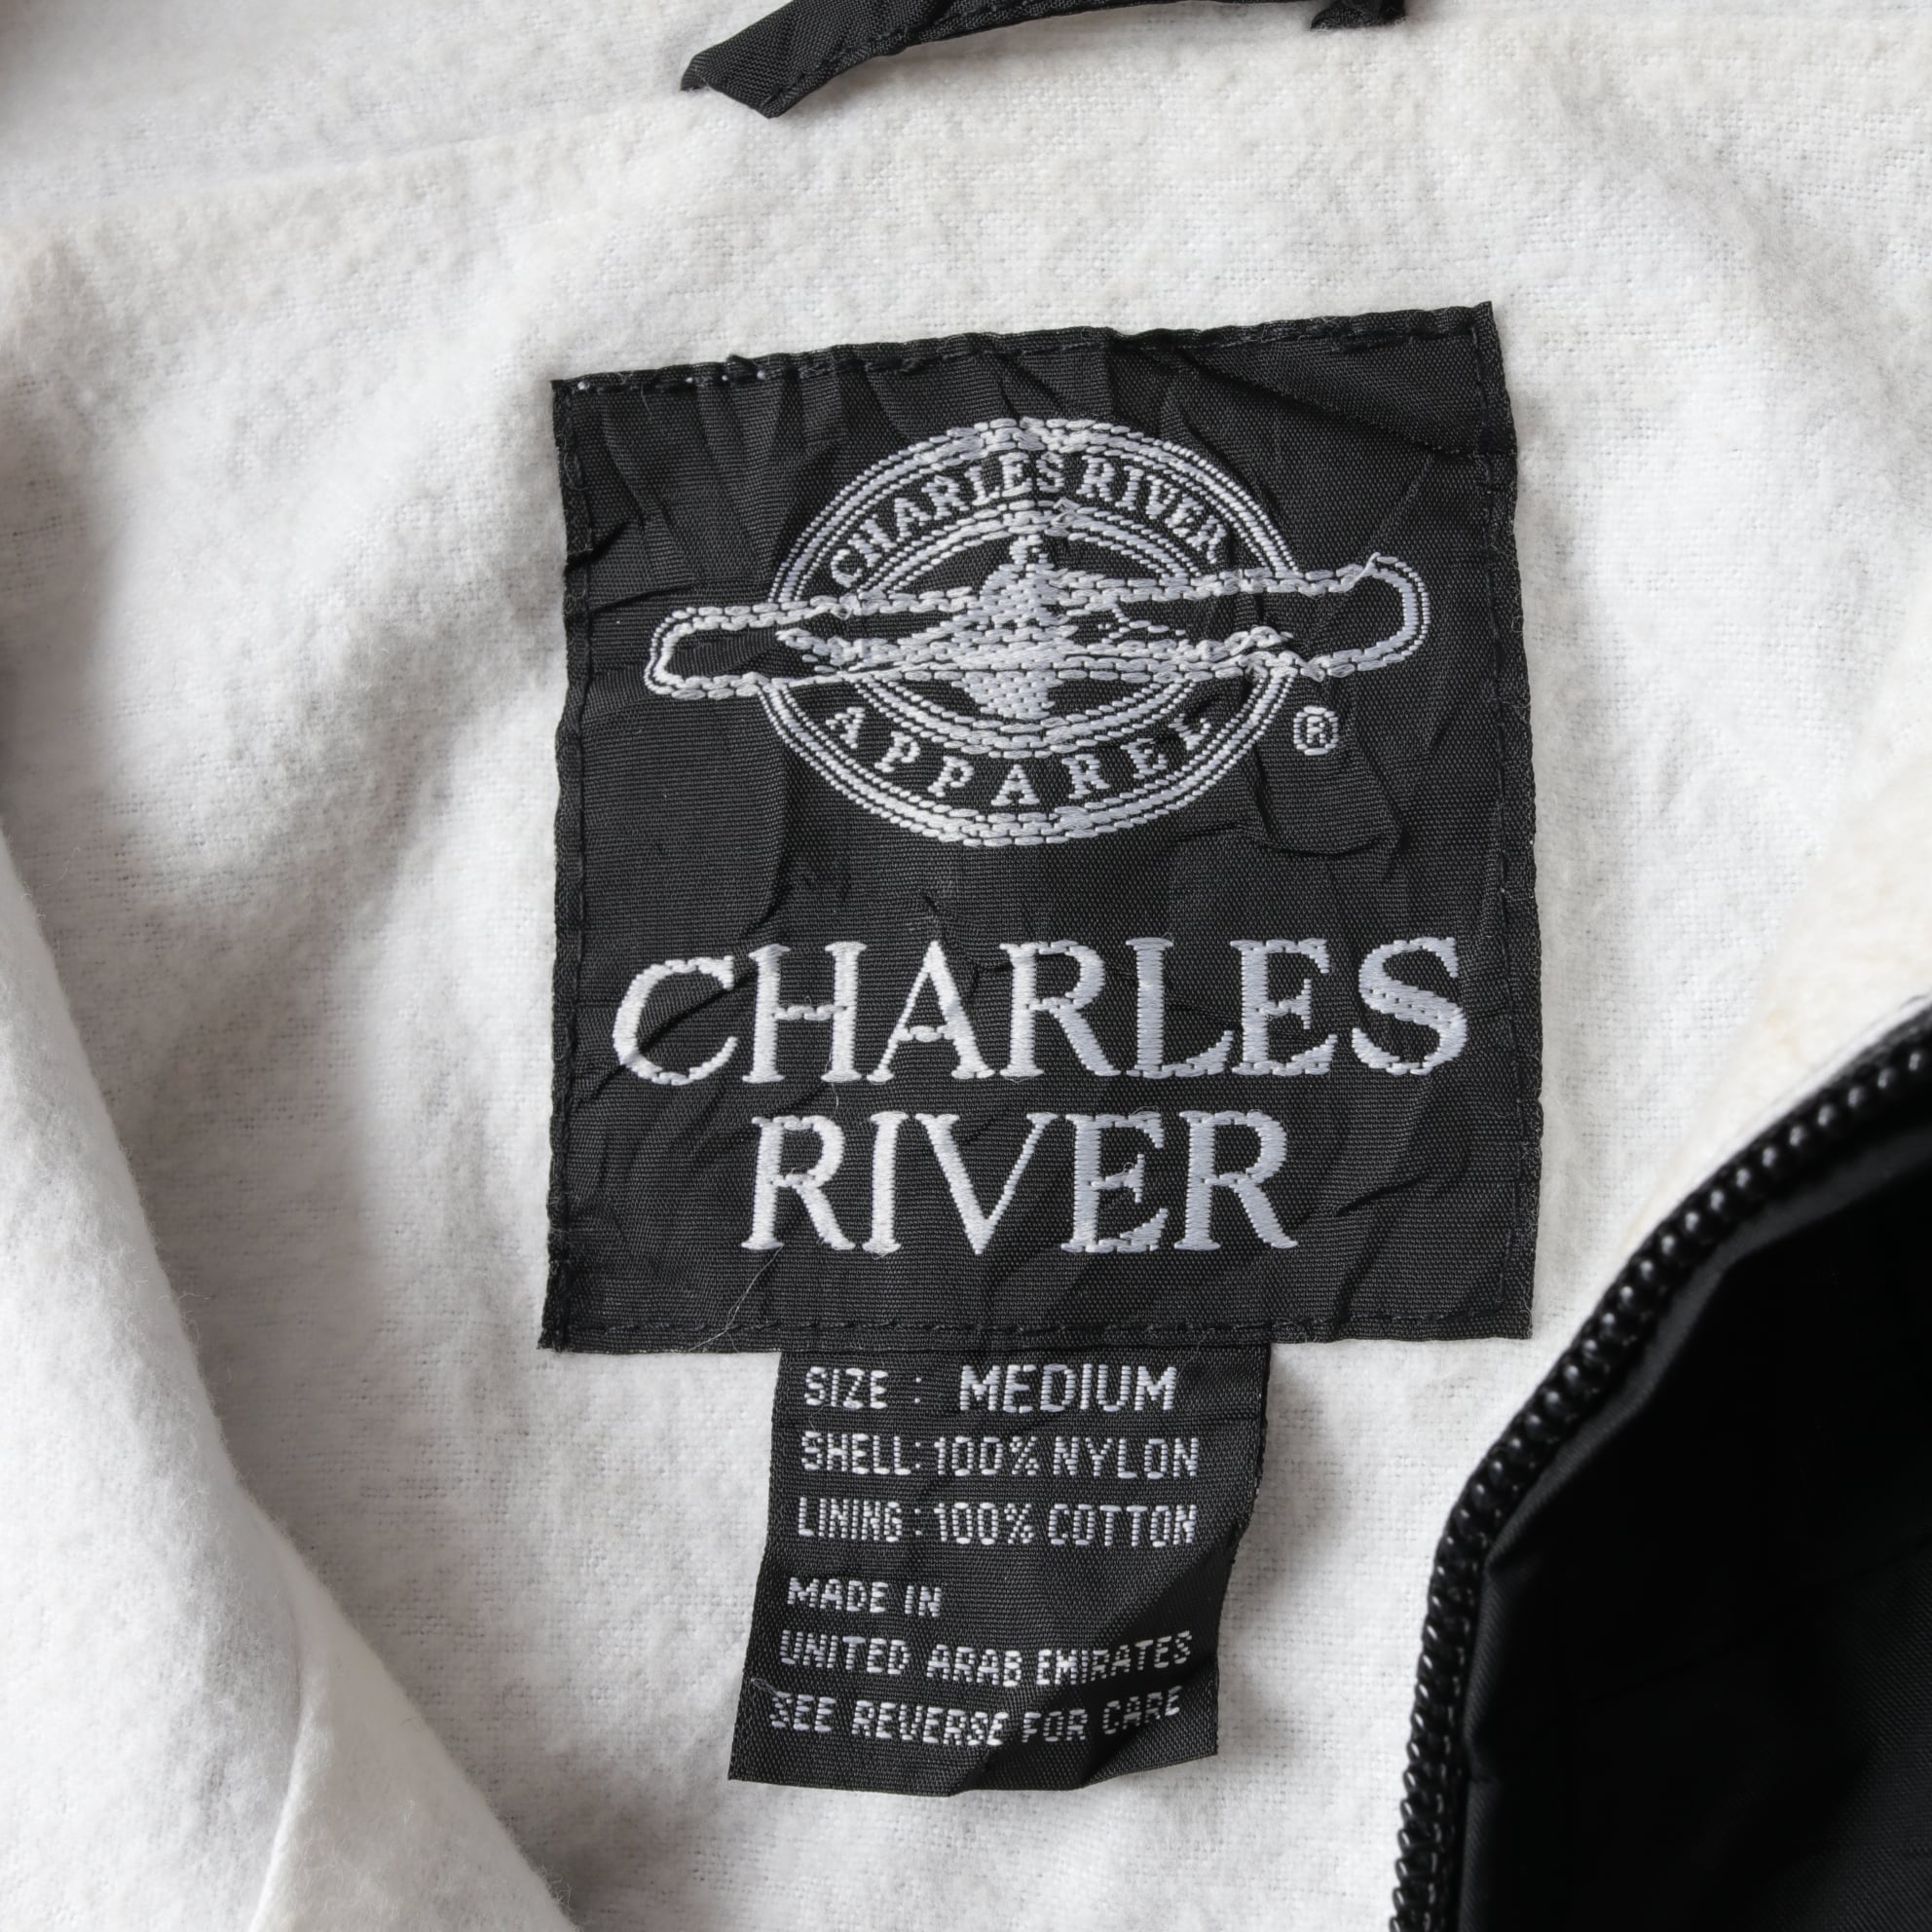 CHARLES RIVER
APPAREL
®
CHARLES
RIVER
SIZE : MEDIUM
SHELL: 100% NYLON
LINING : 100% COTTON
MADE IN
UNITED ARAB EMIRATES
SEE REVERSE FOR CARE